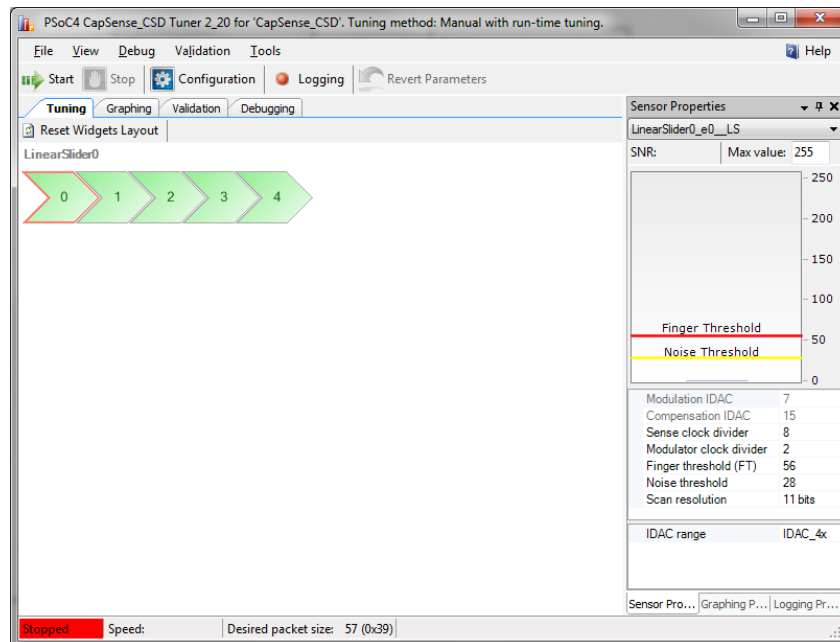 PSoC4 CapSense_CSD Tuner 2_20 for 'CapSense_CSD'. Tuning method: Manual with run-time tuning.
File View Debug Validation Tools Help
Start Stop Configuration Logging Revert Parameters
Tuning Graphing Validation Debugging
Reset Widgets Layout
LinearSlider0
0 1 2 3 4
Sensor Properties
LinearSlider0_e0__LS
SNR: Max value: 255
250
200
150
100
Finger Threshold
50
Noise Threshold
0
Modulation IDAC 7
Compensation IDAC 15
Sense clock divider 8
Modulator clock divider 2
Finger threshold (FT) 56
Noise threshold 28
Scan resolution 11 bits
IDAC range IDAC_4x
Sensor Pro... Graphing P... Logging Pr...
Stopped Speed: Desired packet size: 57 (0x39)